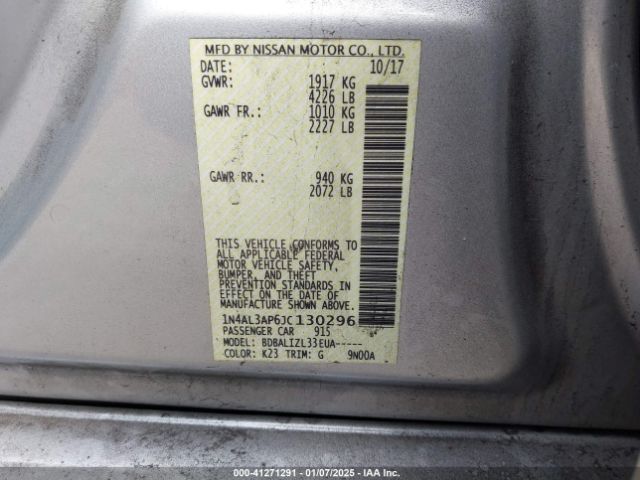 MFD BY NISSAN MOTOR CO., LTD.
DATE: 10/17
GVWR: 1917 KG
4226 LB
GAWR FR.: 1010 KG
2227 LB
GAWR RR.: 940 KG
2072 LB
THIS VEHICLE CONFORMS TO
ALL APPLICABLE FEDERAL
MOTOR VEHICLE SAFETY,
BUMPER, AND THEFT
PREVENTION STANDARDS IN
EFFECT ON THE DATE OF
MANUFACTURE SHOWN ABOVE.
1N4AL3AP6JC130296
PASSENGER CAR 915
MODEL: BDBALIZL33EUA-----
COLOR: K23 TRIM: G 9N00A
000-41271291 - 01/07/2025 - IAA Inc.